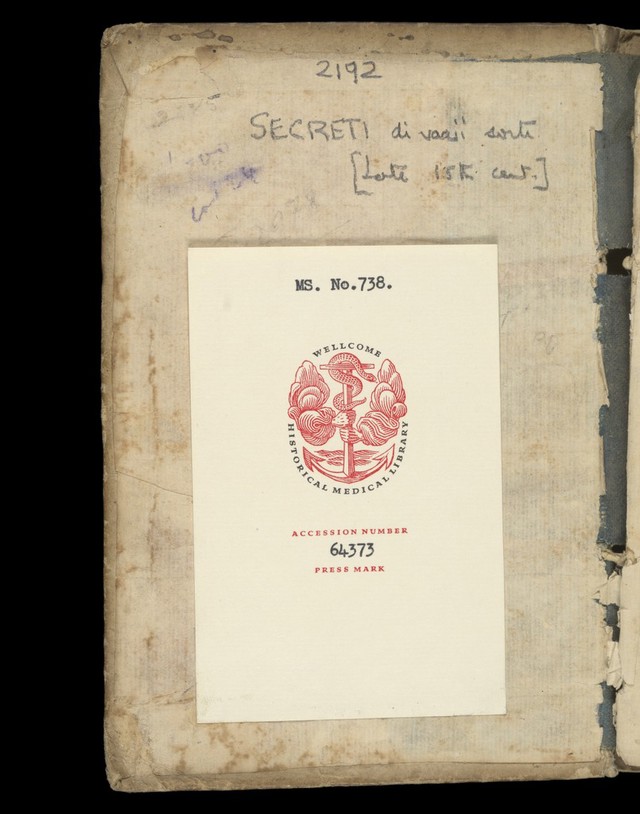 2192
SECRETI di varii sorti
[Late 15th cent.]
MS. No.738.
WELLCOME
HISTORICAL MEDICAL LIBRARY
ACCESSION NUMBER
64373
PRESS MARK